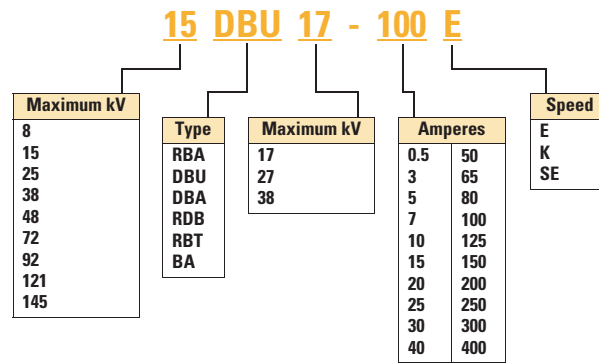 15 DBU 17 - 100 E
Maximum kV
8
15
25
38
48
72
92
121
145
Type
RBA
DBU
DBA
RDB
RBT
BA
Maximum kV
17
27
38
Amperes
0.5 50
3 65
5 80
7 100
10 125
15 150
20 200
25 250
30 300
40 400
Speed
E
K
SE